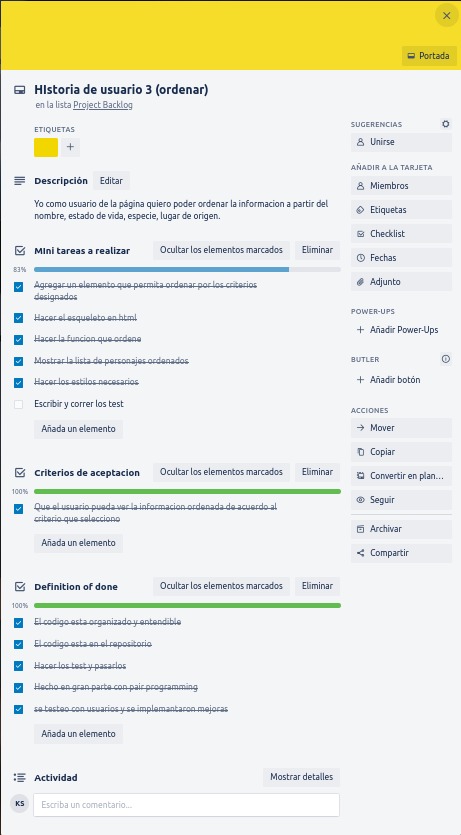 Portada
HIstoria de usuario 3 (ordenar)
en la lista Project Backlog
ETIQUETAS
Descripción Editar
Yo como usuario de la página quiero poder ordenar la informacion a partir del
nombre, estado de vida, especie, lugar de origen.
MIni tareas a realizar Ocultar los elementos marcados Eliminar
83%
Agregar un elemento que permita ordenar por los criterios
designados
Hacer el esqueleto en html
Hacer la funcion que ordene
Mostrar la lista de personajes ordenados
Hacer los estilos necesarios
Escribir y correr los test
Añada un elemento
Criterios de aceptacion Ocultar los elementos marcados Eliminar
100%
Que el usuario pueda ver la informacion ordenada de acuerdo al
criterio que selecciono
Añada un elemento
Definition of done Ocultar los elementos marcados Eliminar
100%
El codigo esta organizado y entendible
El codigo esta en el repositorio
Hacer los test y pasarlos
Hecho en gran parte con pair programming
se testeo con usuarios y se implemantaron mejoras
Añada un elemento
Actividad Mostrar detalles
KS Escriba un comentario...
SUGERENCIAS
Unirse
AÑADIR A LA TARJETA
Miembros
Etiquetas
Checklist
Fechas
Adjunto
POWER-UPS
+ Añadir Power-Ups
BUTLER
+ Añadir botón
ACCIONES
Mover
Copiar
Convertir en plan...
Seguir
Archivar
Compartir